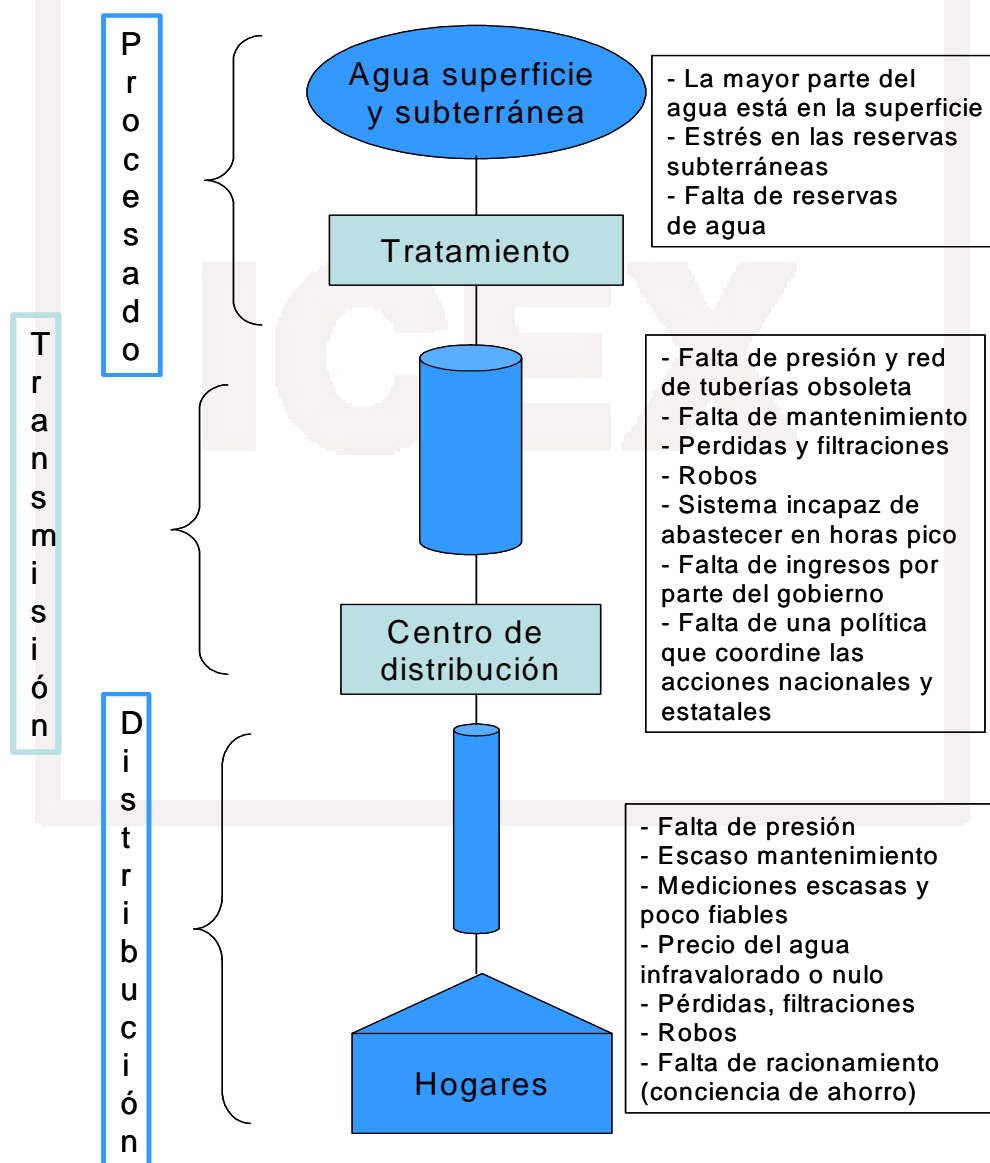 Procesado
Agua superficie
y subterránea
- La mayor parte del
agua está en la superficie
- Estrés en las reservas
subterráneas
- Falta de reservas
de agua
Tratamiento
ICEX
Transmisión
- Falta de presión y red
de tuberías obsoleta
- Falta de mantenimiento
- Perdidas y filtraciones
- Robos
- Sistema incapaz de
abastecer en horas pico
- Falta de ingresos por
parte del gobierno
- Falta de una política
que coordine las
acciones nacionales y
estatales
Centro de
distribución
Distribución
- Falta de presión
- Escaso mantenimiento
- Mediciones escasas y
poco fiables
- Precio del agua
infravalorado o nulo
- Pérdidas, filtraciones
- Robos
- Falta de racionamiento
(conciencia de ahorro)
Hogares